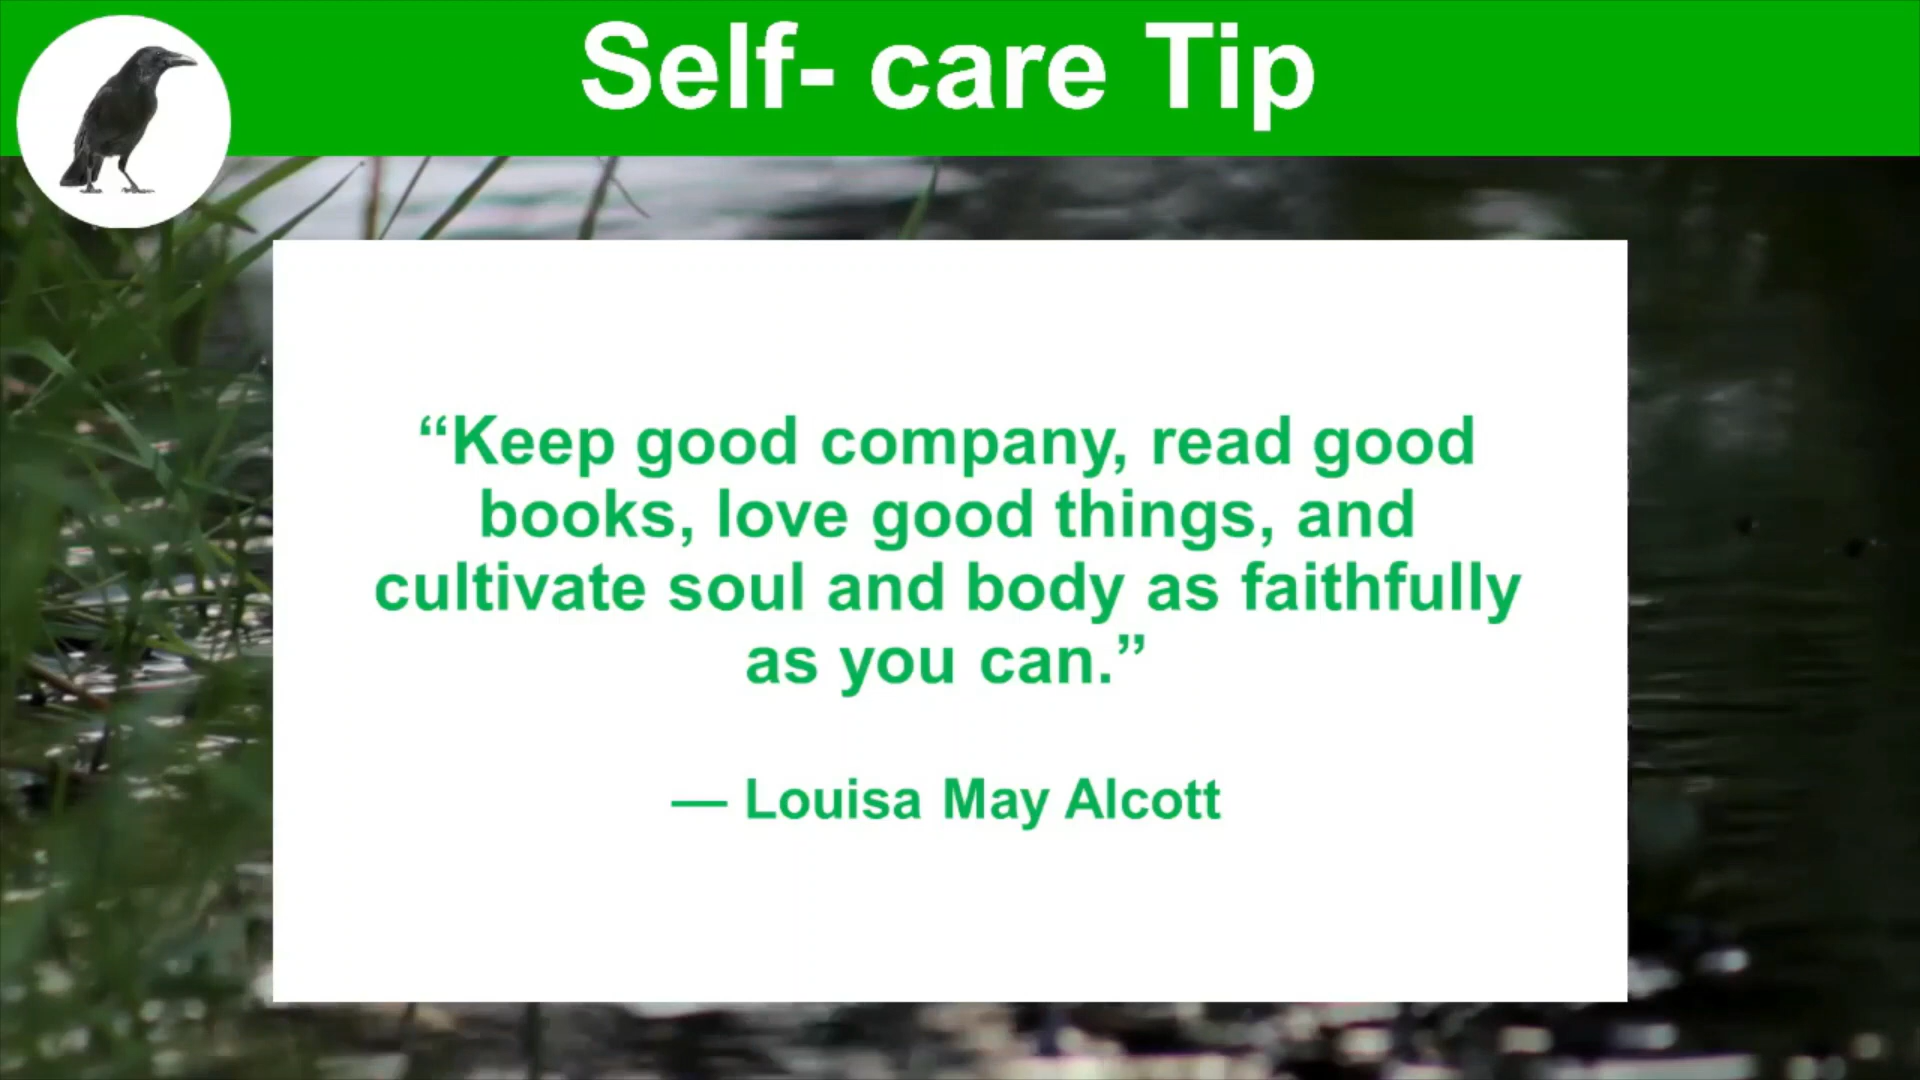 Self- care Tip
“Keep good company, read good
books, love good things, and
cultivate soul and body as faithfully
as you can.”
— Louisa May Alcott